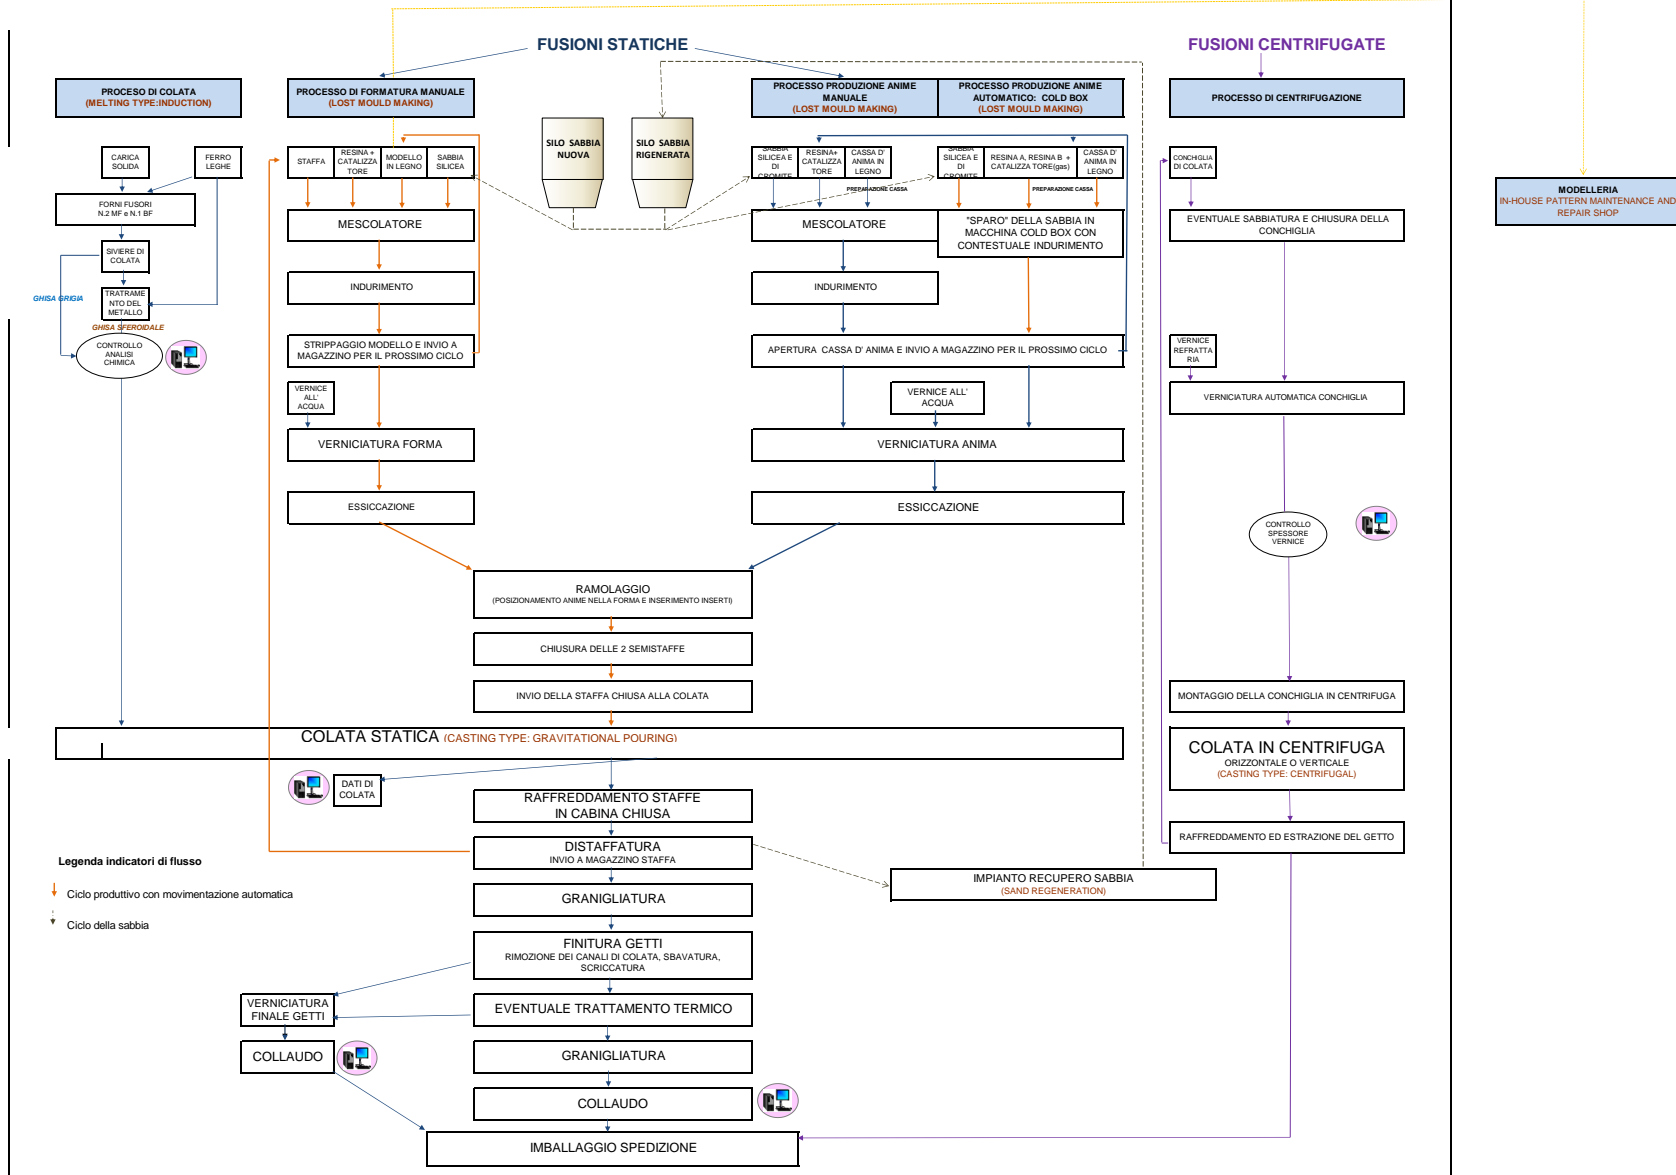 FUSIONI STATICHE
FUSIONI CENTRIFUGATE
PROCESO DI COLATA
(MELTING TYPE:INDUCTION)
PROCESSO DI FORMATURA MANUALE
(LOST MOULD MAKING)
PROCESSO PRODUZIONE ANIME
MANUALE
(LOST MOULD MAKING)
PROCESSO PRODUZIONE ANIME
AUTOMATICO: COLD BOX
(LOST MOULD MAKING)
PROCESSO DI CENTRIFUGAZIONE
CARICA
SOLIDA
FERRO
LEGHE
FORNI FUSORI
N.2 MF e N.1 BF
SIVIERE DI
COLATA
GHISA GRIGIA
TRATRAME
NTO DEL
METALLO
GHISA SFEROIDALE
CONTROLLO
ANALISI
CHIMICA
STAFFA
RESINA +
CATALIZZA
TORE
MODELLO
IN LEGNO
SABBIA
SILICEA
MESCOLATORE
INDURIMENTO
STRIPPAGGIO MODELLO E INVIO A
MAGAZZINO PER IL PROSSIMO CICLO
VERNICE
ALL'
ACQUA
VERNICIATURA FORMA
ESSICCAZIONE
SILO SABBIA
NUOVA
SILO SABBIA
RIGENERATA
SABBIA
SILICEA E
DI
CROMITE
RESINA+
CATALIZZA
TORE
CASSA D'
ANIMA IN
LEGNO
PREPARAZIONE CASSA
SABBIA
SILICEA E
DI
CROMITE
RESINA A, RESINA B +
CATALIZZA TORE(gas)
CASSA D'
ANIMA IN
LEGNO
PREPARAZIONE CASSA
MESCOLATORE
"SPARO" DELLA SABBIA IN
MACCHINA COLD BOX CON
CONTESTUALE INDURIMENTO
INDURIMENTO
APERTURA CASSA D' ANIMA E INVIO A MAGAZZINO PER IL PROSSIMO CICLO
VERNICE ALL'
ACQUA
VERNICIATURA ANIMA
ESSICCAZIONE
CONCHIGLIA
DI COLATA
EVENTUALE SABBIATURA E CHIUSURA DELLA
CONCHIGLIA
VERNICE
REFRATTA
RIA
VERNICIATURA AUTOMATICA CONCHIGLIA
CONTROLLO
SPESSORE
VERNICE
MODELLERIA
IN-HOUSE PATTERN MAINTENANCE AND
REPAIR SHOP
RAMOLAGGIO
(POSIZIONAMENTO ANIME NELLA FORMA E INSERIMENTO INSERTI)
CHIUSURA DELLE 2 SEMISTAFFE
INVIO DELLA STAFFA CHIUSA ALLA COLATA
MONTAGGIO DELLA CONCHIGLIA IN CENTRIFUGA
COLATA STATICA (CASTING TYPE: GRAVITATIONAL POURING)
COLATA IN CENTRIFUGA
ORIZZONTALE O VERTICALE
(CASTING TYPE: CENTRIFUGAL)
DATI DI
COLATA
RAFFREDDAMENTO STAFFE
IN CABINA CHIUSA
RAFFREDDAMENTO ED ESTRAZIONE DEL GETTO
DISTAFFATURA
INVIO A MAGAZZINO STAFFA
IMPIANTO RECUPERO SABBIA
(SAND REGENERATION)
Legenda indicatori di flusso
Ciclo produttivo con movimentazione automatica
Ciclo della sabbia
GRANIGLIATURA
FINITURA GETTI
RIMOZIONE DEI CANALI DI COLATA, SBAVATURA,
SCRICCATURA
VERNICIATURA
FINALE GETTI
EVENTUALE TRATTAMENTO TERMICO
COLLAUDO
GRANIGLIATURA
COLLAUDO
IMBALLAGGIO SPEDIZIONE